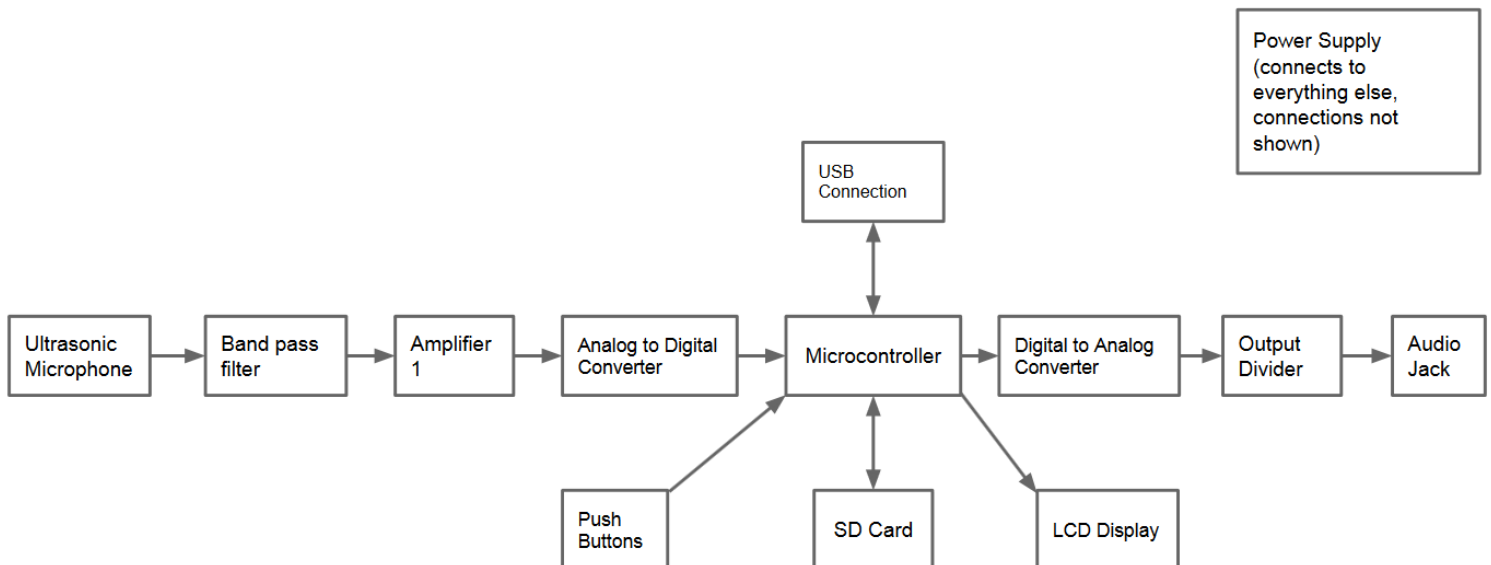 Power Supply
(connects to
everything else,
connections not
shown)
USB
Connection
Ultrasonic
Microphone
Band pass
filter
Amplifier
1
Analog to Digital
Converter
Microcontroller
Digital to Analog
Converter
Output
Divider
Audio
Jack
Push
Buttons
SD Card
LCD Display